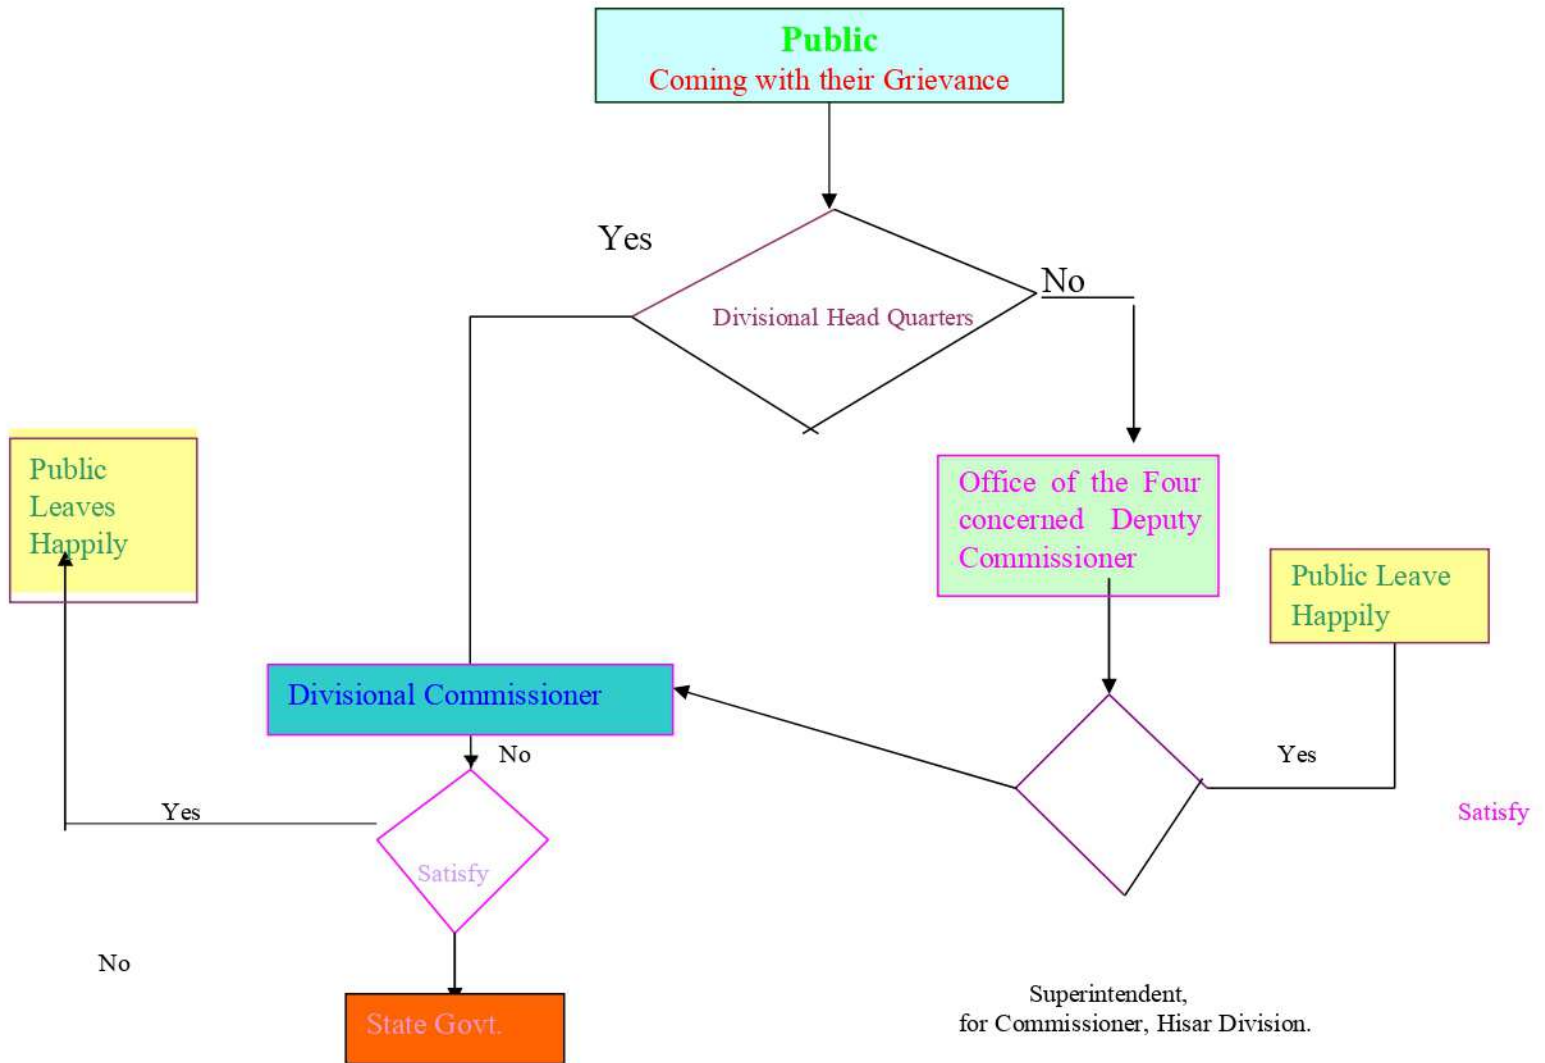 Public
Coming with their Grievance
Yes
No
Divisional Head Quarters
Public
Leaves
Happily
Office of the Four
concerned Deputy
Commissioner
Public Leave
Happily
Divisional Commissioner
No
Yes
Yes
Satisfy
Satisfy
No
Superintendent,
for Commissioner, Hisar Division.
State Govt.